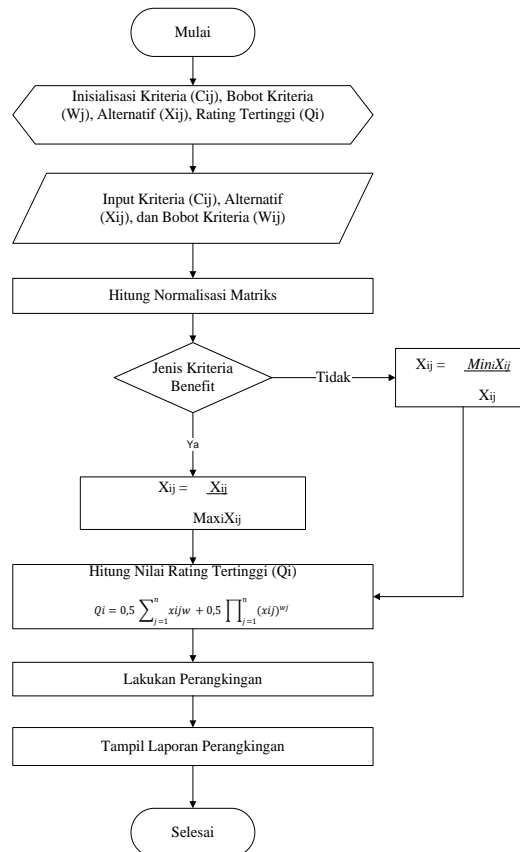 Mulai
Inisialisasi Kriteria (Cij), Bobot Kriteria
(Wj), Alternatif (Xij), Rating Tertinggi (Qi)
Input Kriteria (Cij), Alternatif
(Xij), dan Bobot Kriteria (Wij)
Hitung Normalisasi Matriks
Jenis Kriteria
Benefit
Tidak
Xij = MiniXij
Xij
Ya
Xij = Xij
MaxiXij
Hitung Nilai Rating Tertinggi (Qi)
Qi = 0,5 ∑ⁿⱼ₌₁ xijw + 0,5 ∏ⁿⱼ₌₁ (xij)ʷʲ
Lakukan Perangkingan
Tampil Laporan Perangkingan
Selesai